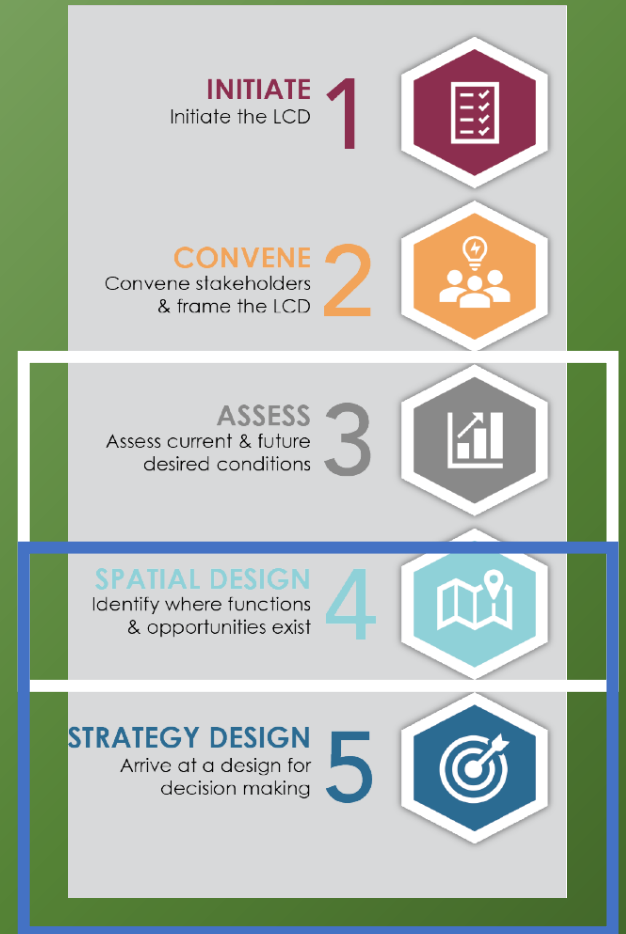 INITIATE
Initiate the LCD
1
CONVENE
Convene stakeholders
& frame the LCD
2
ASSESS
Assess current & future
desired conditions
3
SPATIAL DESIGN
Identify where functions
& opportunities exist
4
STRATEGY DESIGN
Arrive at a design for
decision making
5